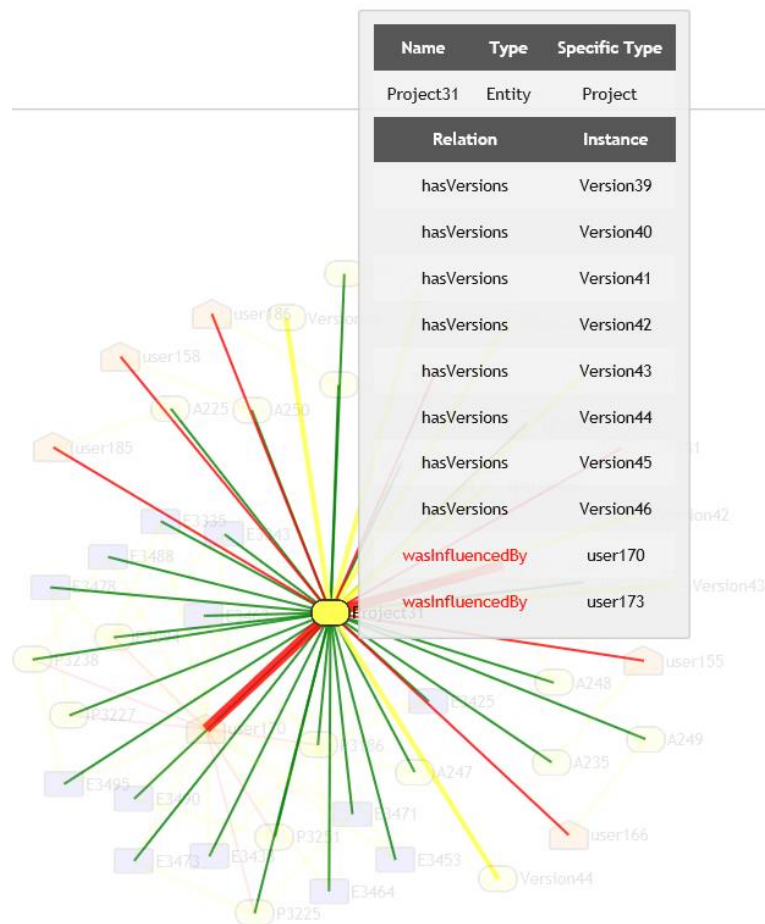 Name Type Specific Type
Project31 Entity Project
Relation Instance
hasVersions Version39
hasVersions Version40
hasVersions Version41
hasVersions Version42
hasVersions Version43
hasVersions Version44
hasVersions Version45
hasVersions Version46
wasInfluencedBy user170
wasInfluencedBy user173
user186
user158
A225
A250
user185
E3335
E3488
E3478
Version43
Project31
P3238
user155
A248
E3425
P3227
user170
A249
A235
A247
E3495
E3490
E3471
user166
P3251
E3473
E3453
Version44
E3464
P3225